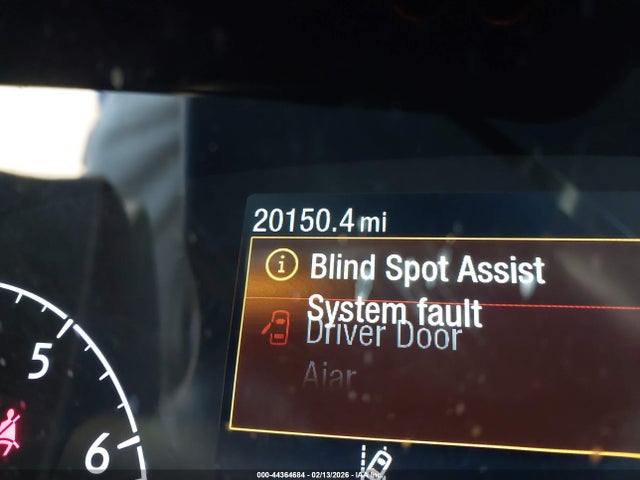 20150.4 mi
Blind Spot Assist
System fault
Driver Door
Ajar
5
6
000-44364684 - 02/13/2026 - IAA Inc.